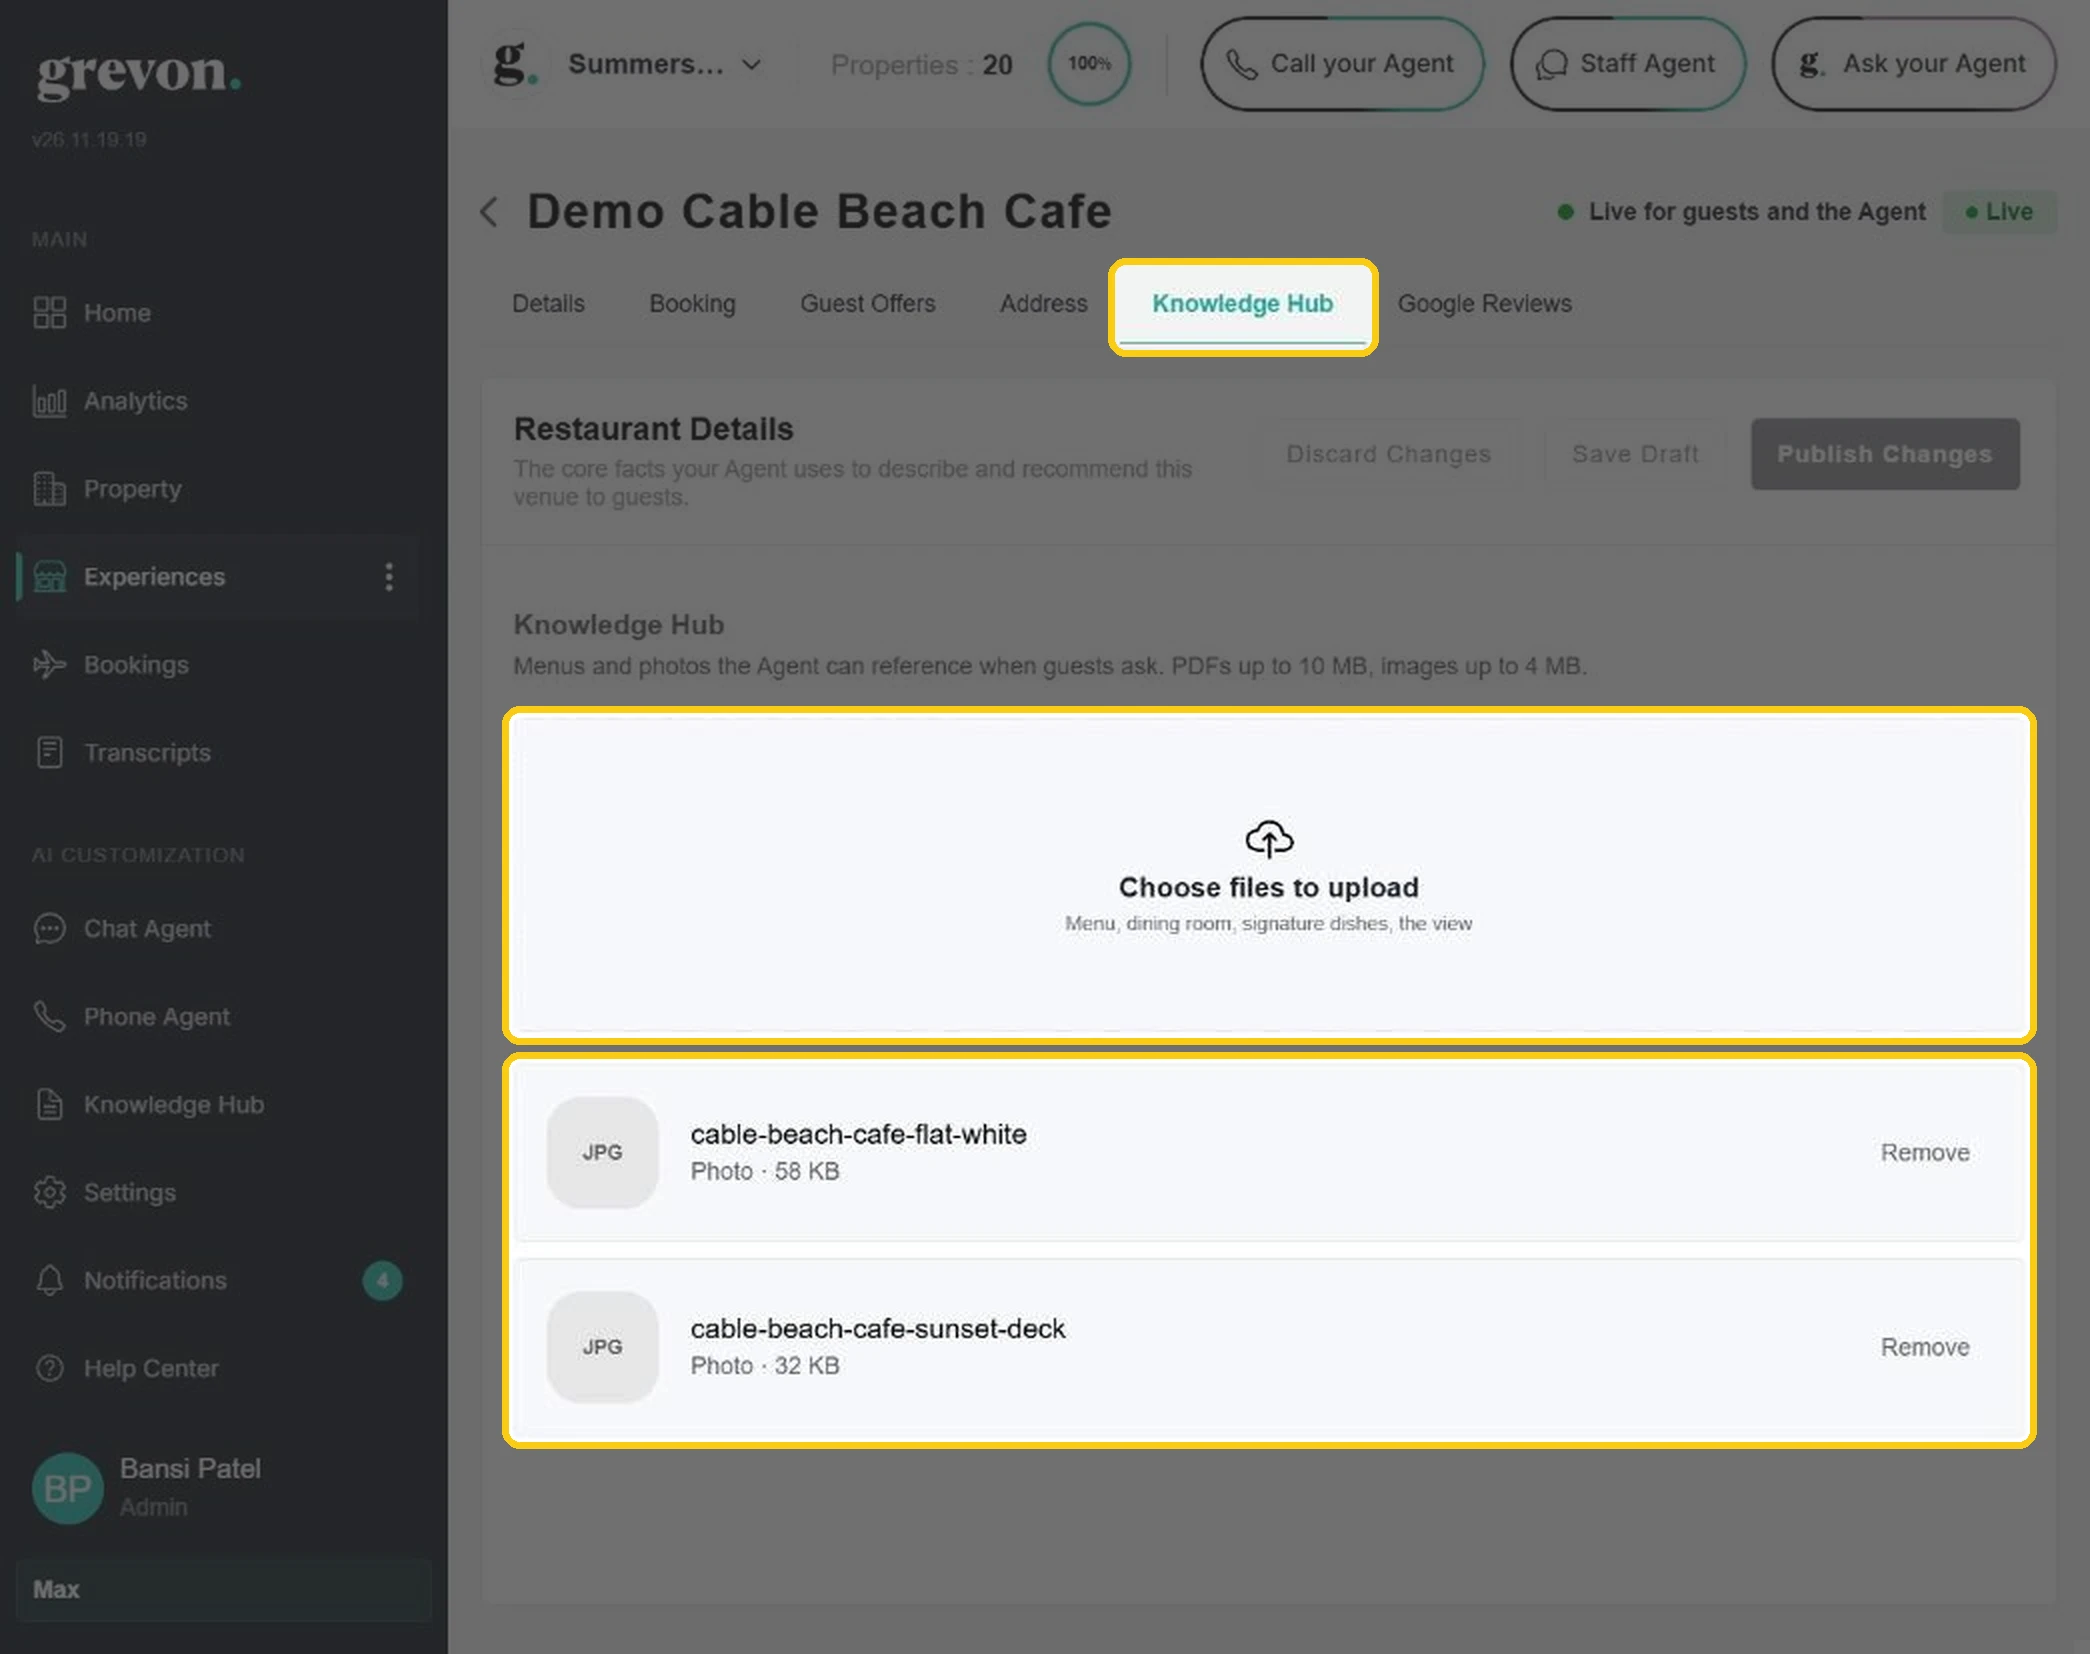 grevon.
v26.11.19.19
MAIN
Home
Analytics
Property
Experiences
Bookings
Transcripts
AI CUSTOMIZATION
Chat Agent
Phone Agent
Knowledge Hub
Settings
Notifications 4
Help Center
BP
Bansi Patel
Admin
Max
g. Summers... Properties : 20 100% Call your Agent Staff Agent g. Ask your Agent
Demo Cable Beach Cafe
Live for guests and the Agent Live
Details Booking Guest Offers Address Knowledge Hub Google Reviews
Restaurant Details
The core facts your Agent uses to describe and recommend this
venue to guests.
Discard Changes Save Draft Publish Changes
Knowledge Hub
Menus and photos the Agent can reference when guests ask. PDFs up to 10 MB, images up to 4 MB.
Choose files to upload
Menu, dining room, signature dishes, the view
JPG
cable-beach-cafe-flat-white
Photo · 58 KB
Remove
JPG
cable-beach-cafe-sunset-deck
Photo · 32 KB
Remove